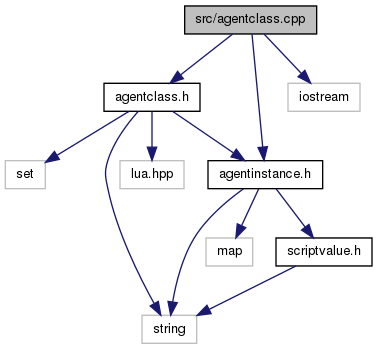 src/agentclass.cpp
agentclass.h
iostream
set
lua.hpp
agentinstance.h
map
scriptvalue.h
string